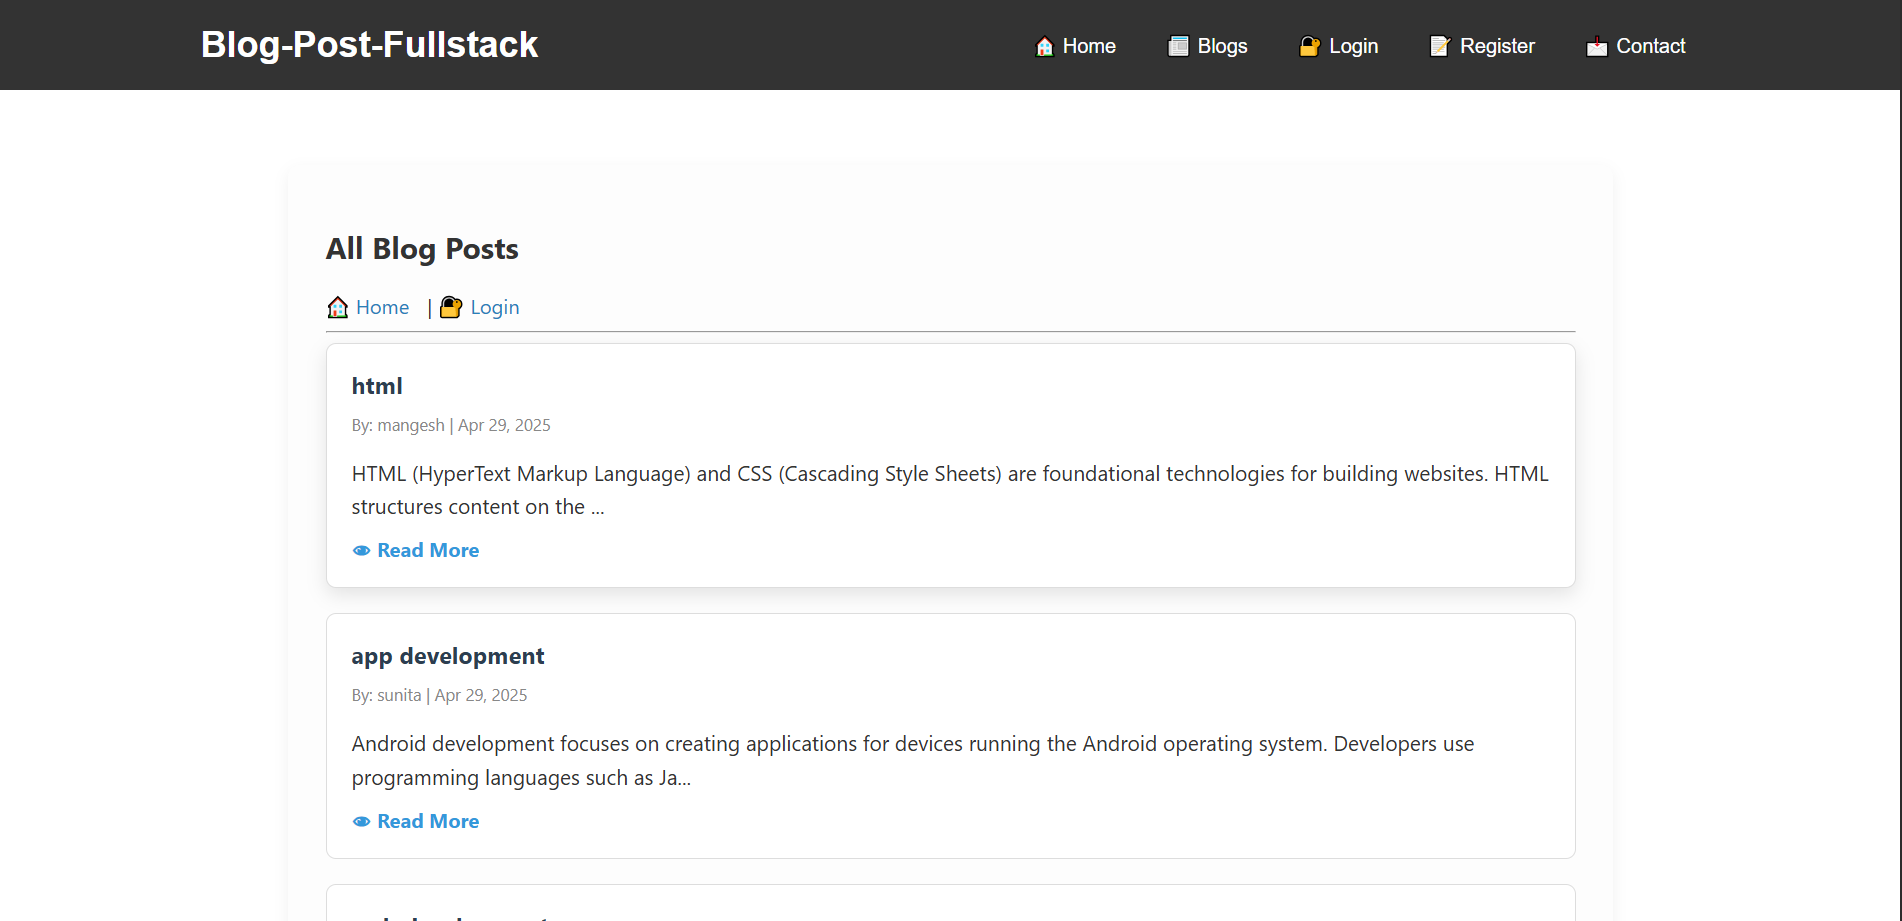 Blog-Post-Fullstack
Home Blogs Login Register Contact
All Blog Posts
Home | Login
html
By: mangesh | Apr 29, 2025
HTML (HyperText Markup Language) and CSS (Cascading Style Sheets) are foundational technologies for building websites. HTML
structures content on the ...
Read More
app development
By: sunita | Apr 29, 2025
Android development focuses on creating applications for devices running the Android operating system. Developers use
programming languages such as Ja...
Read More